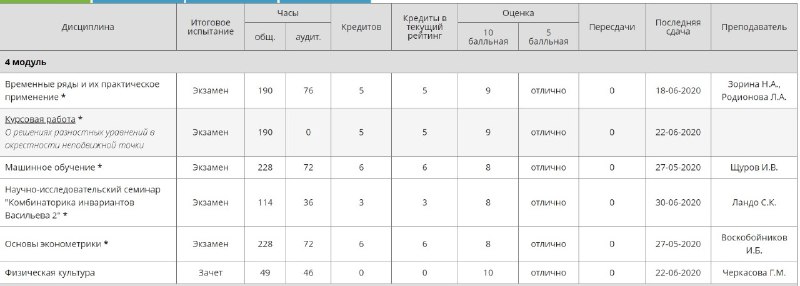 Дисциплина Итоговое испытание Часы Кредитов Кредиты в текущий рейтинг Оценка Пересдачи Последняя сдача Преподаватель
общ. аудит. 10 балльная 5 балльная
4 модуль
Временные ряды и их практическое применение * Экзамен 190 76 5 5 9 отлично 0 18-06-2020 Зорина Н.А., Родионова Л.А.
Курсовая работа *
О решениях разностных уравнений в окрестности неподвижной точки Экзамен 190 0 5 5 9 отлично 0 22-06-2020
Машинное обучение * Экзамен 228 72 6 6 8 отлично 0 27-05-2020 Щуров И.В.
Научно-исследовательский семинар "Комбинаторика инвариантов Васильева 2" * Экзамен 114 36 3 3 8 отлично 0 30-06-2020 Ландо С.К.
Основы эконометрики * Экзамен 228 72 6 6 8 отлично 0 27-05-2020 Воскобойников И.Б.
Физическая культура Зачет 49 46 0 0 10 отлично 0 22-06-2020 Черкасова Г.М.